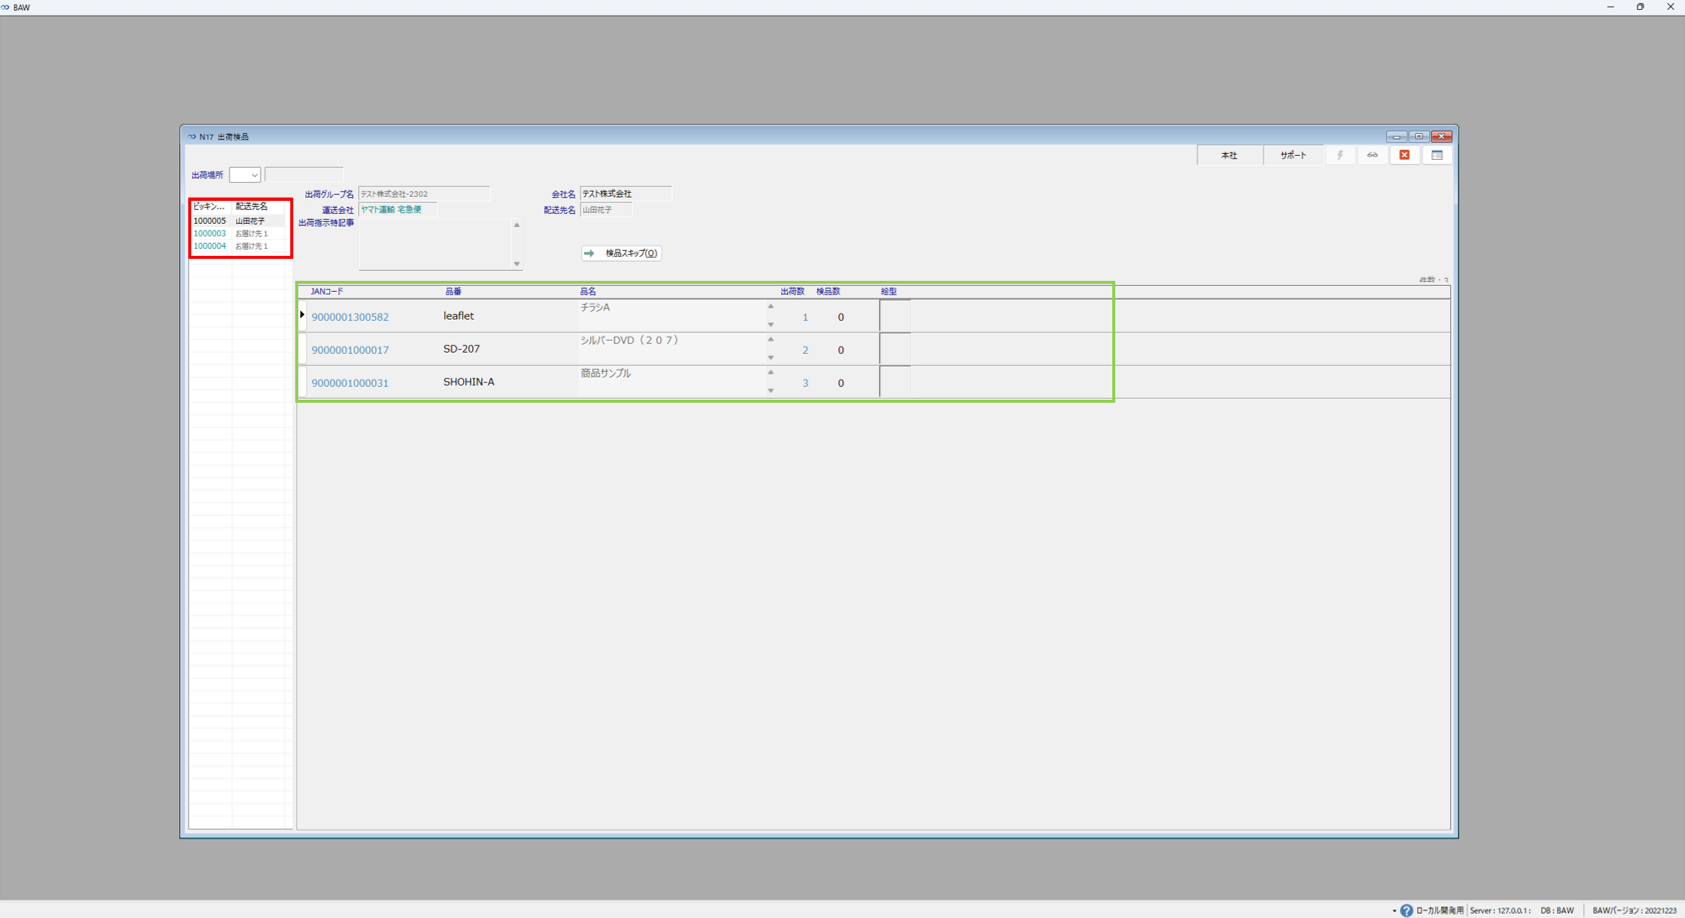 BAW
N17 出荷検品
本社 サポート
出荷場所
出荷グループ名 テスト株式会社-2302 会社名 テスト株式会社
運送会社 ヤマト運輸 宅急便 配送先名 山田花子
出荷指示特記事
検品スキップ(O)
ピッキン... 配送先名
1000005 山田花子
1000003 お届け先1
1000004 お届け先1
件数：3
JANコード 品番 品名 出荷数 検品数 絵型
9000001300582 leaflet チラシA 1 0
9000001000017 SD-207 シルバーDVD（２０７） 2 0
9000001000031 SHOHIN-A 商品サンプル 3 0
ローカル開発用 Server : 127.0.0.1 : DB : BAW BAWバージョン : 20221223